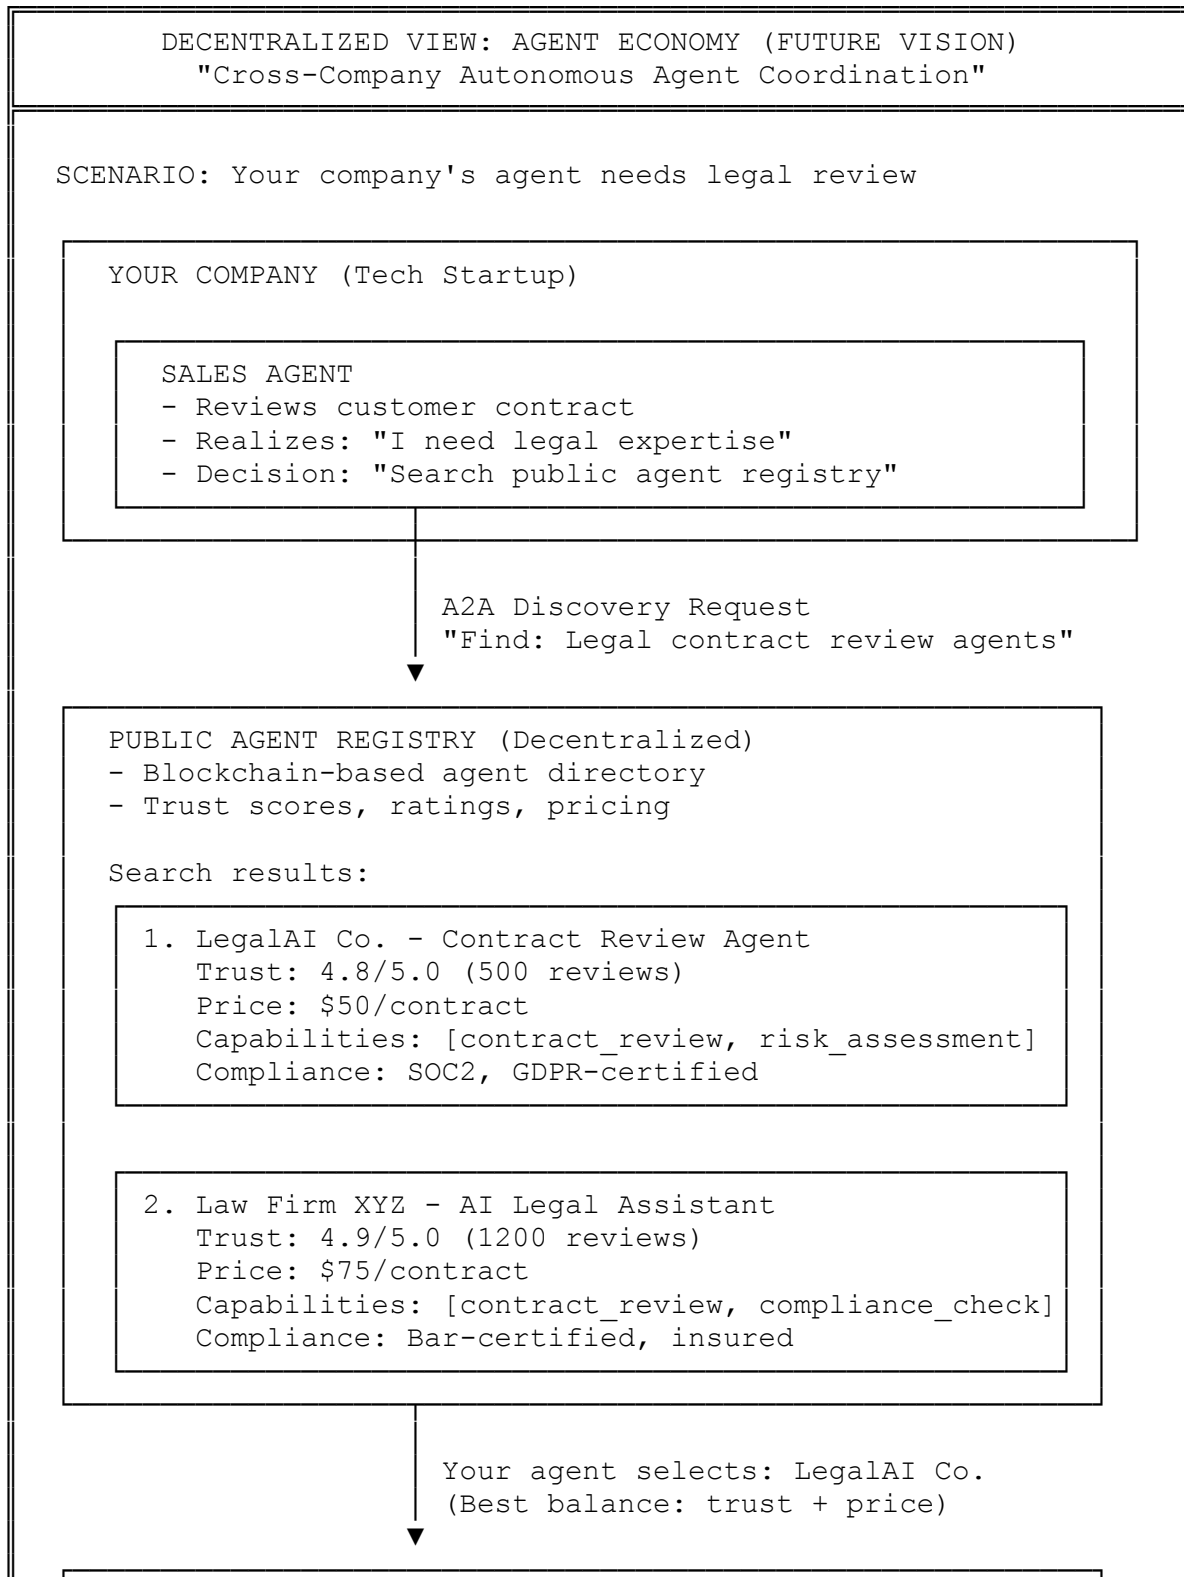 DECENTRALIZED VIEW: AGENT ECONOMY (FUTURE VISION)
"Cross-Company Autonomous Agent Coordination"
SCENARIO: Your company's agent needs legal review
YOUR COMPANY (Tech Startup)
SALES AGENT
- Reviews customer contract
- Realizes: "I need legal expertise"
- Decision: "Search public agent registry"
A2A Discovery Request
"Find: Legal contract review agents"
PUBLIC AGENT REGISTRY (Decentralized)
- Blockchain-based agent directory
- Trust scores, ratings, pricing
Search results:
1. LegalAI Co. - Contract Review Agent
Trust: 4.8/5.0 (500 reviews)
Price: $50/contract
Capabilities: [contract_review, risk_assessment]
Compliance: SOC2, GDPR-certified
2. Law Firm XYZ - AI Legal Assistant
Trust: 4.9/5.0 (1200 reviews)
Price: $75/contract
Capabilities: [contract_review, compliance_check]
Compliance: Bar-certified, insured
Your agent selects: LegalAI Co.
(Best balance: trust + price)